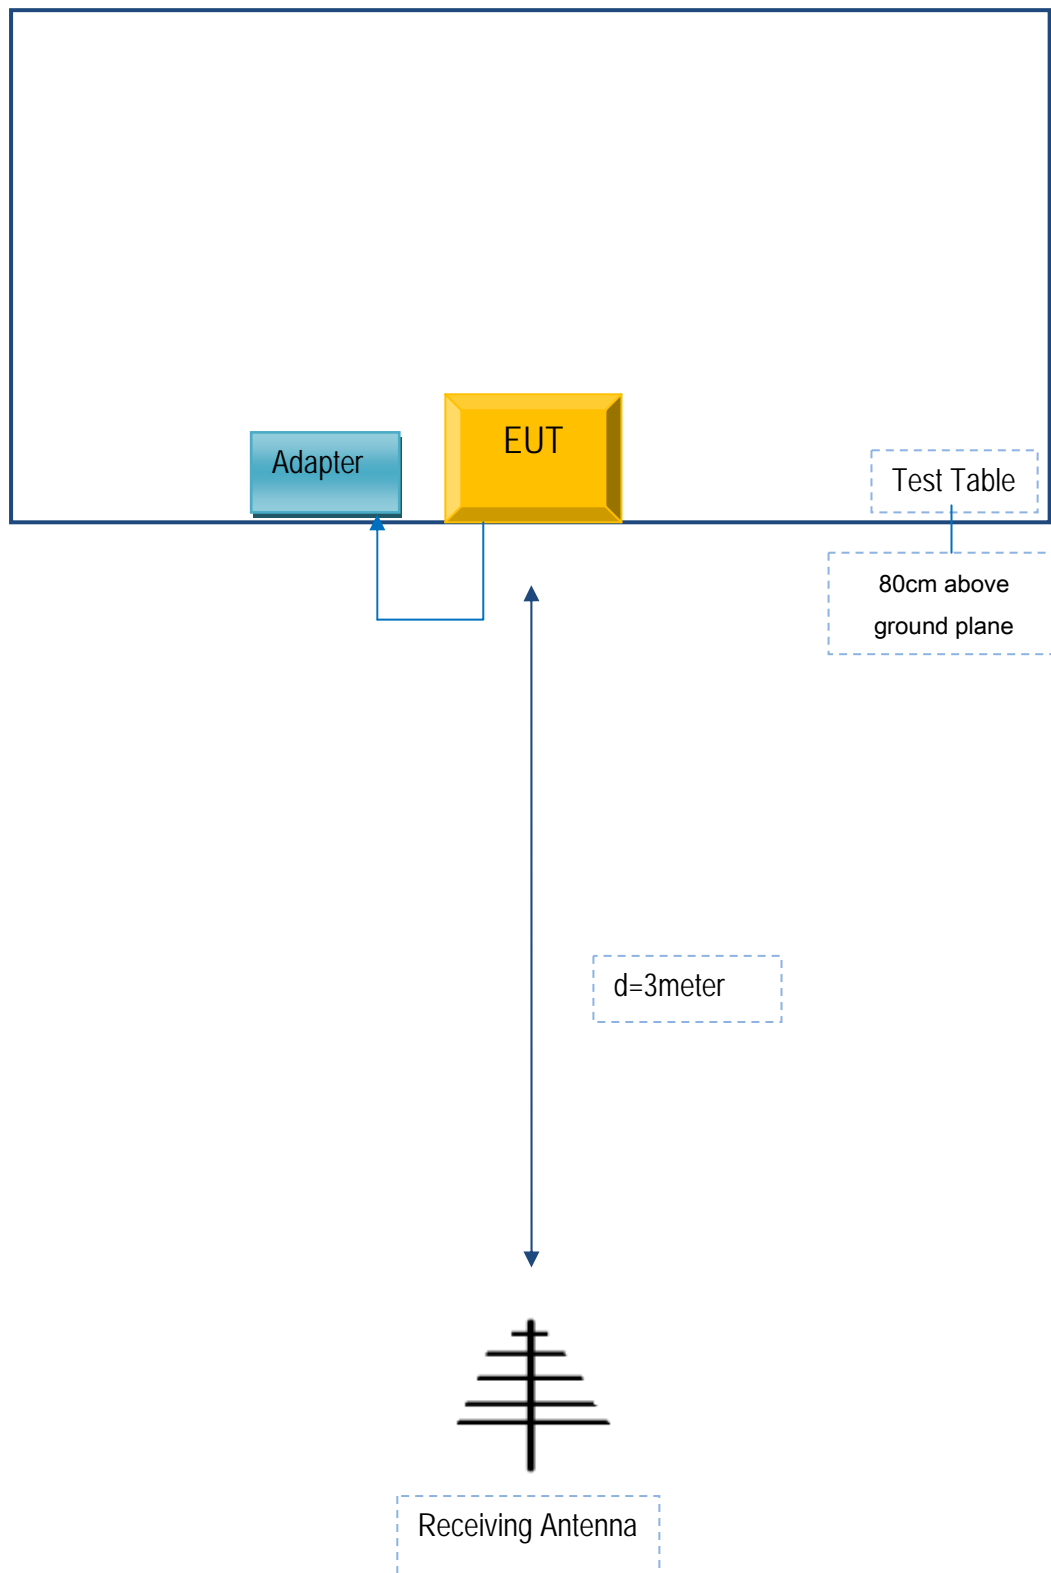 EUT
Adapter
Test Table
80cm above
ground plane
d=3meter
Receiving Antenna